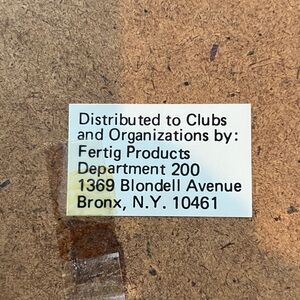 Distributed to Clubs
and Organizations by:
Fertig Products
Department 200
1369 Blondell Avenue
Bronx, N.Y. 10461